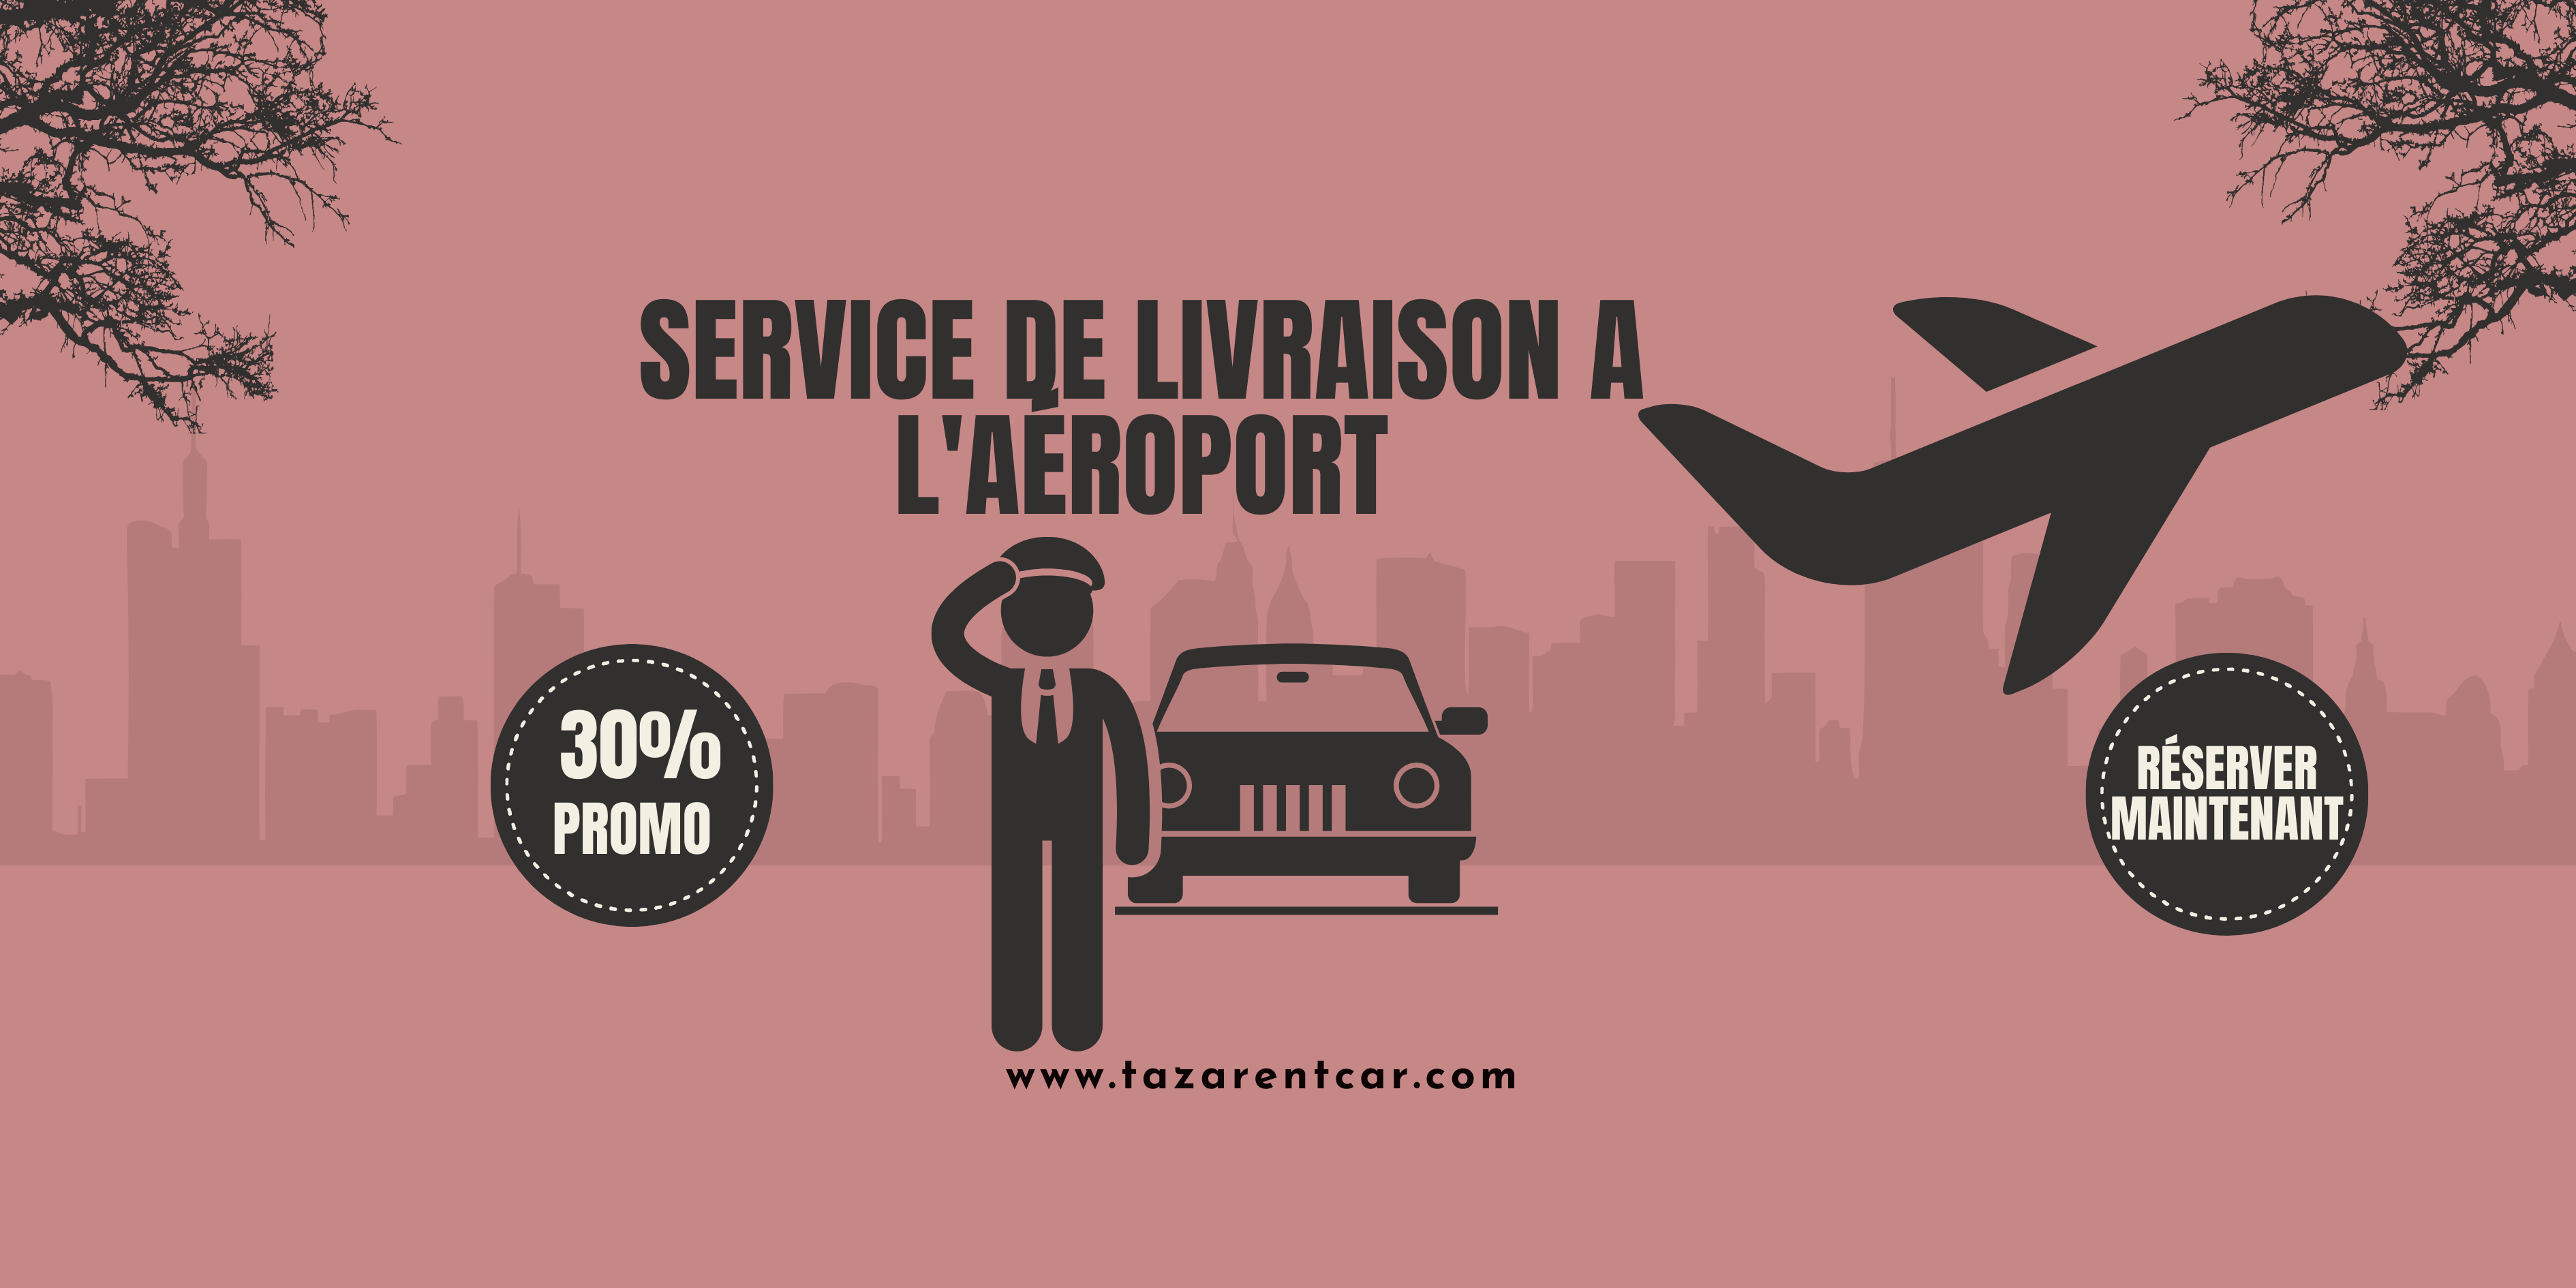 SERVICE DE LIVRAISON A
L'AÉROPORT
30%
PROMO
RÉSERVER
MAINTENANT
www.tazarentcar.com